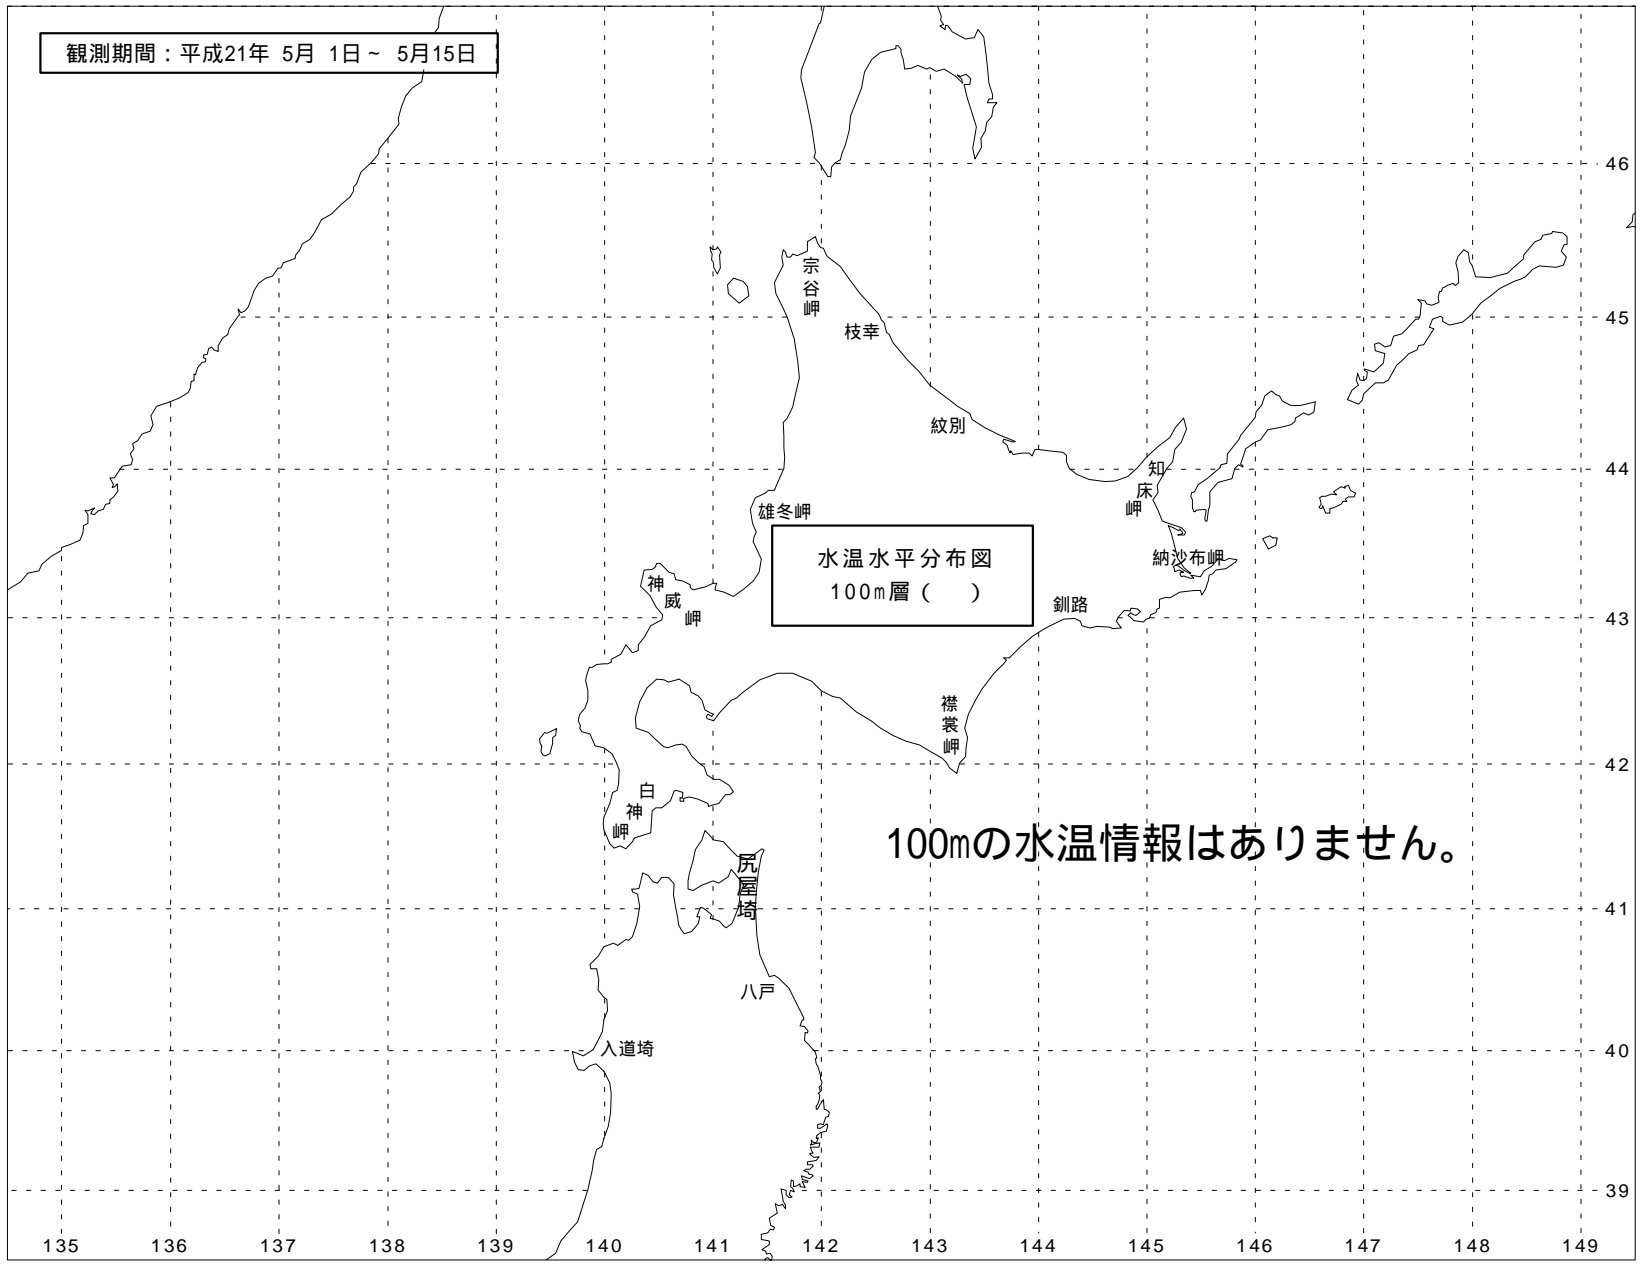 観測期間：平成21年 5月 1日～ 5月15日
46
宗谷岬
45
枝幸
紋別
44
知床岬
雄冬岬
水温水平分布図
100m層（　）
納沙布岬
神威岬
釧路
43
襟裳岬
42
白神岬
100mの水温情報はありません。
尻屋埼
41
八戸
入道埼
40
39
135 136 137 138 139 140 141 142 143 144 145 146 147 148 149